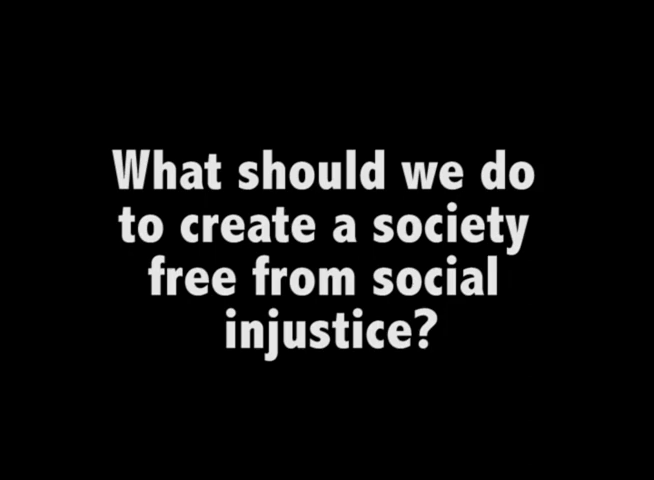 What should we do
to create a society
free from social
injustice?